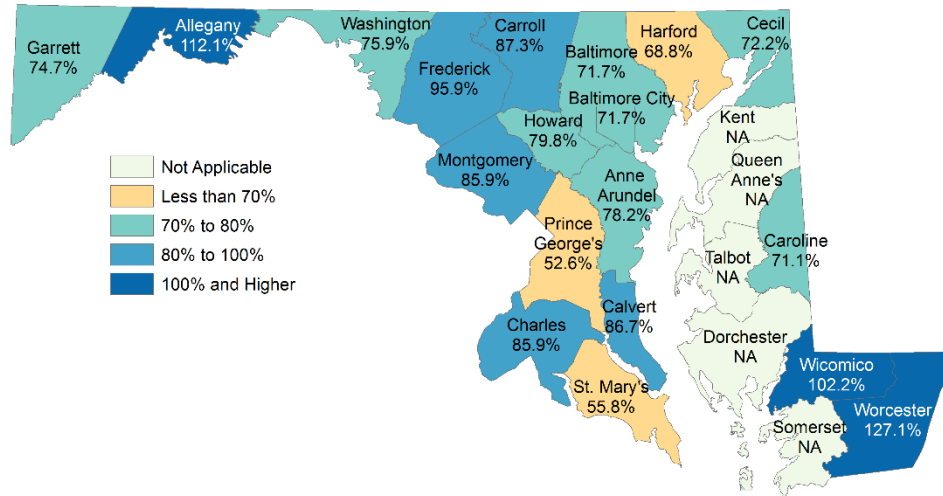 Garrett
74.7%
Allegany
112.1%
Washington
75.9%
Frederick
95.9%
Carroll
87.3%
Baltimore
71.7%
Harford
68.8%
Cecil
72.2%
Baltimore City
71.7%
Howard
79.8%
Montgomery
85.9%
Anne
Arundel
78.2%
Prince
George's
52.6%
Kent
NA
Queen
Anne's
NA
Caroline
71.1%
Talbot
NA
Calvert
86.7%
Charles
85.9%
Dorchester
NA
St. Mary's
55.8%
Wicomico
102.2%
Worcester
127.1%
Somerset
NA
Not Applicable
Less than 70%
70% to 80%
80% to 100%
100% and Higher